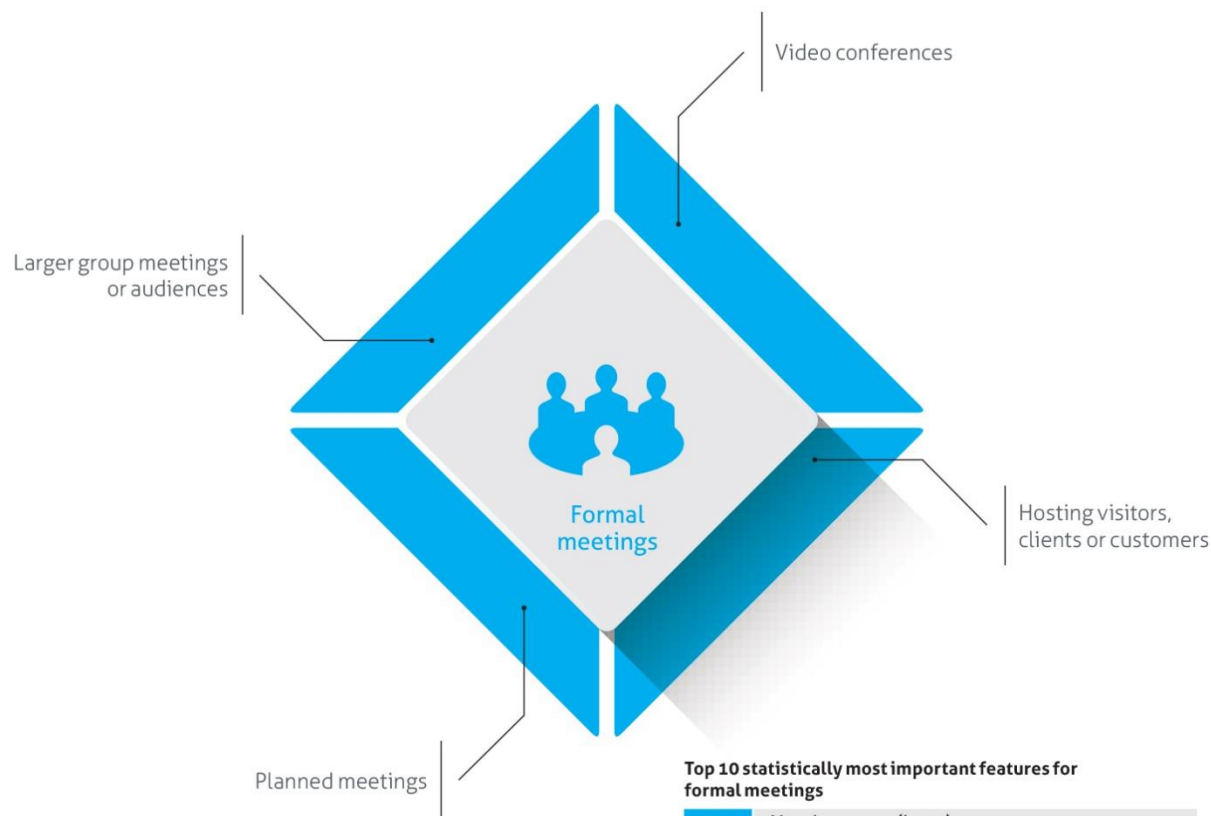 Video conferences
Larger group meetings
or audiences
Formal
meetings
Hosting visitors,
clients or customers
Planned meetings
Top 10 statistically most important features for
formal meetings